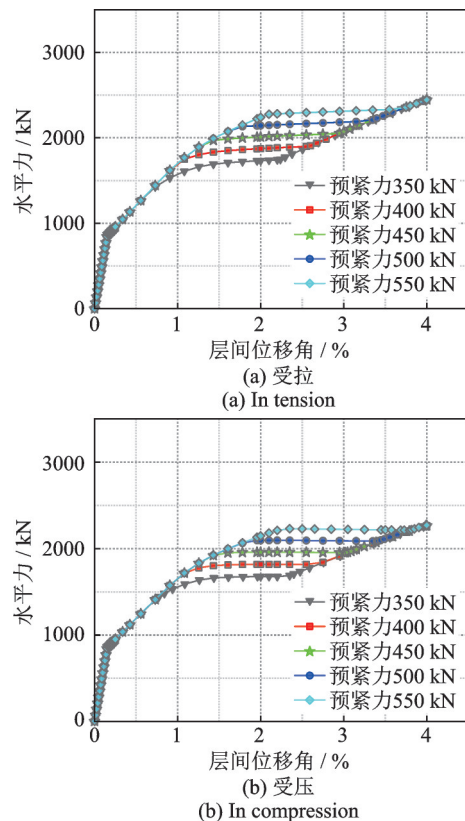 3000
2000
1000
0
水平力 / kN
预紧力350 kN
预紧力400 kN
预紧力450 kN
预紧力500 kN
预紧力550 kN
0 1 2 3 4
层间位移角 / %
(a) 受拉
(a) In tension
3000
2000
1000
0
水平力 / kN
预紧力350 kN
预紧力400 kN
预紧力450 kN
预紧力500 kN
预紧力550 kN
0 1 2 3 4
层间位移角 / %
(b) 受压
(b) In compression